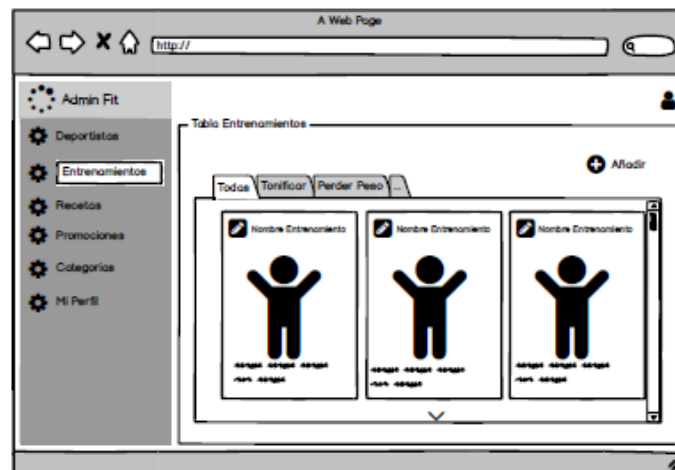 A Web Page
http://
Admin Fit
Deportistas
Entrenamientos
Recetas
Promociones
Categorias
Mi Perfil
Tabla Entrenamientos
Añadir
Todas Tonificar Perder Peso ...
Nombre Entrenamiento Nombre Entrenamiento Nombre Entrenamiento